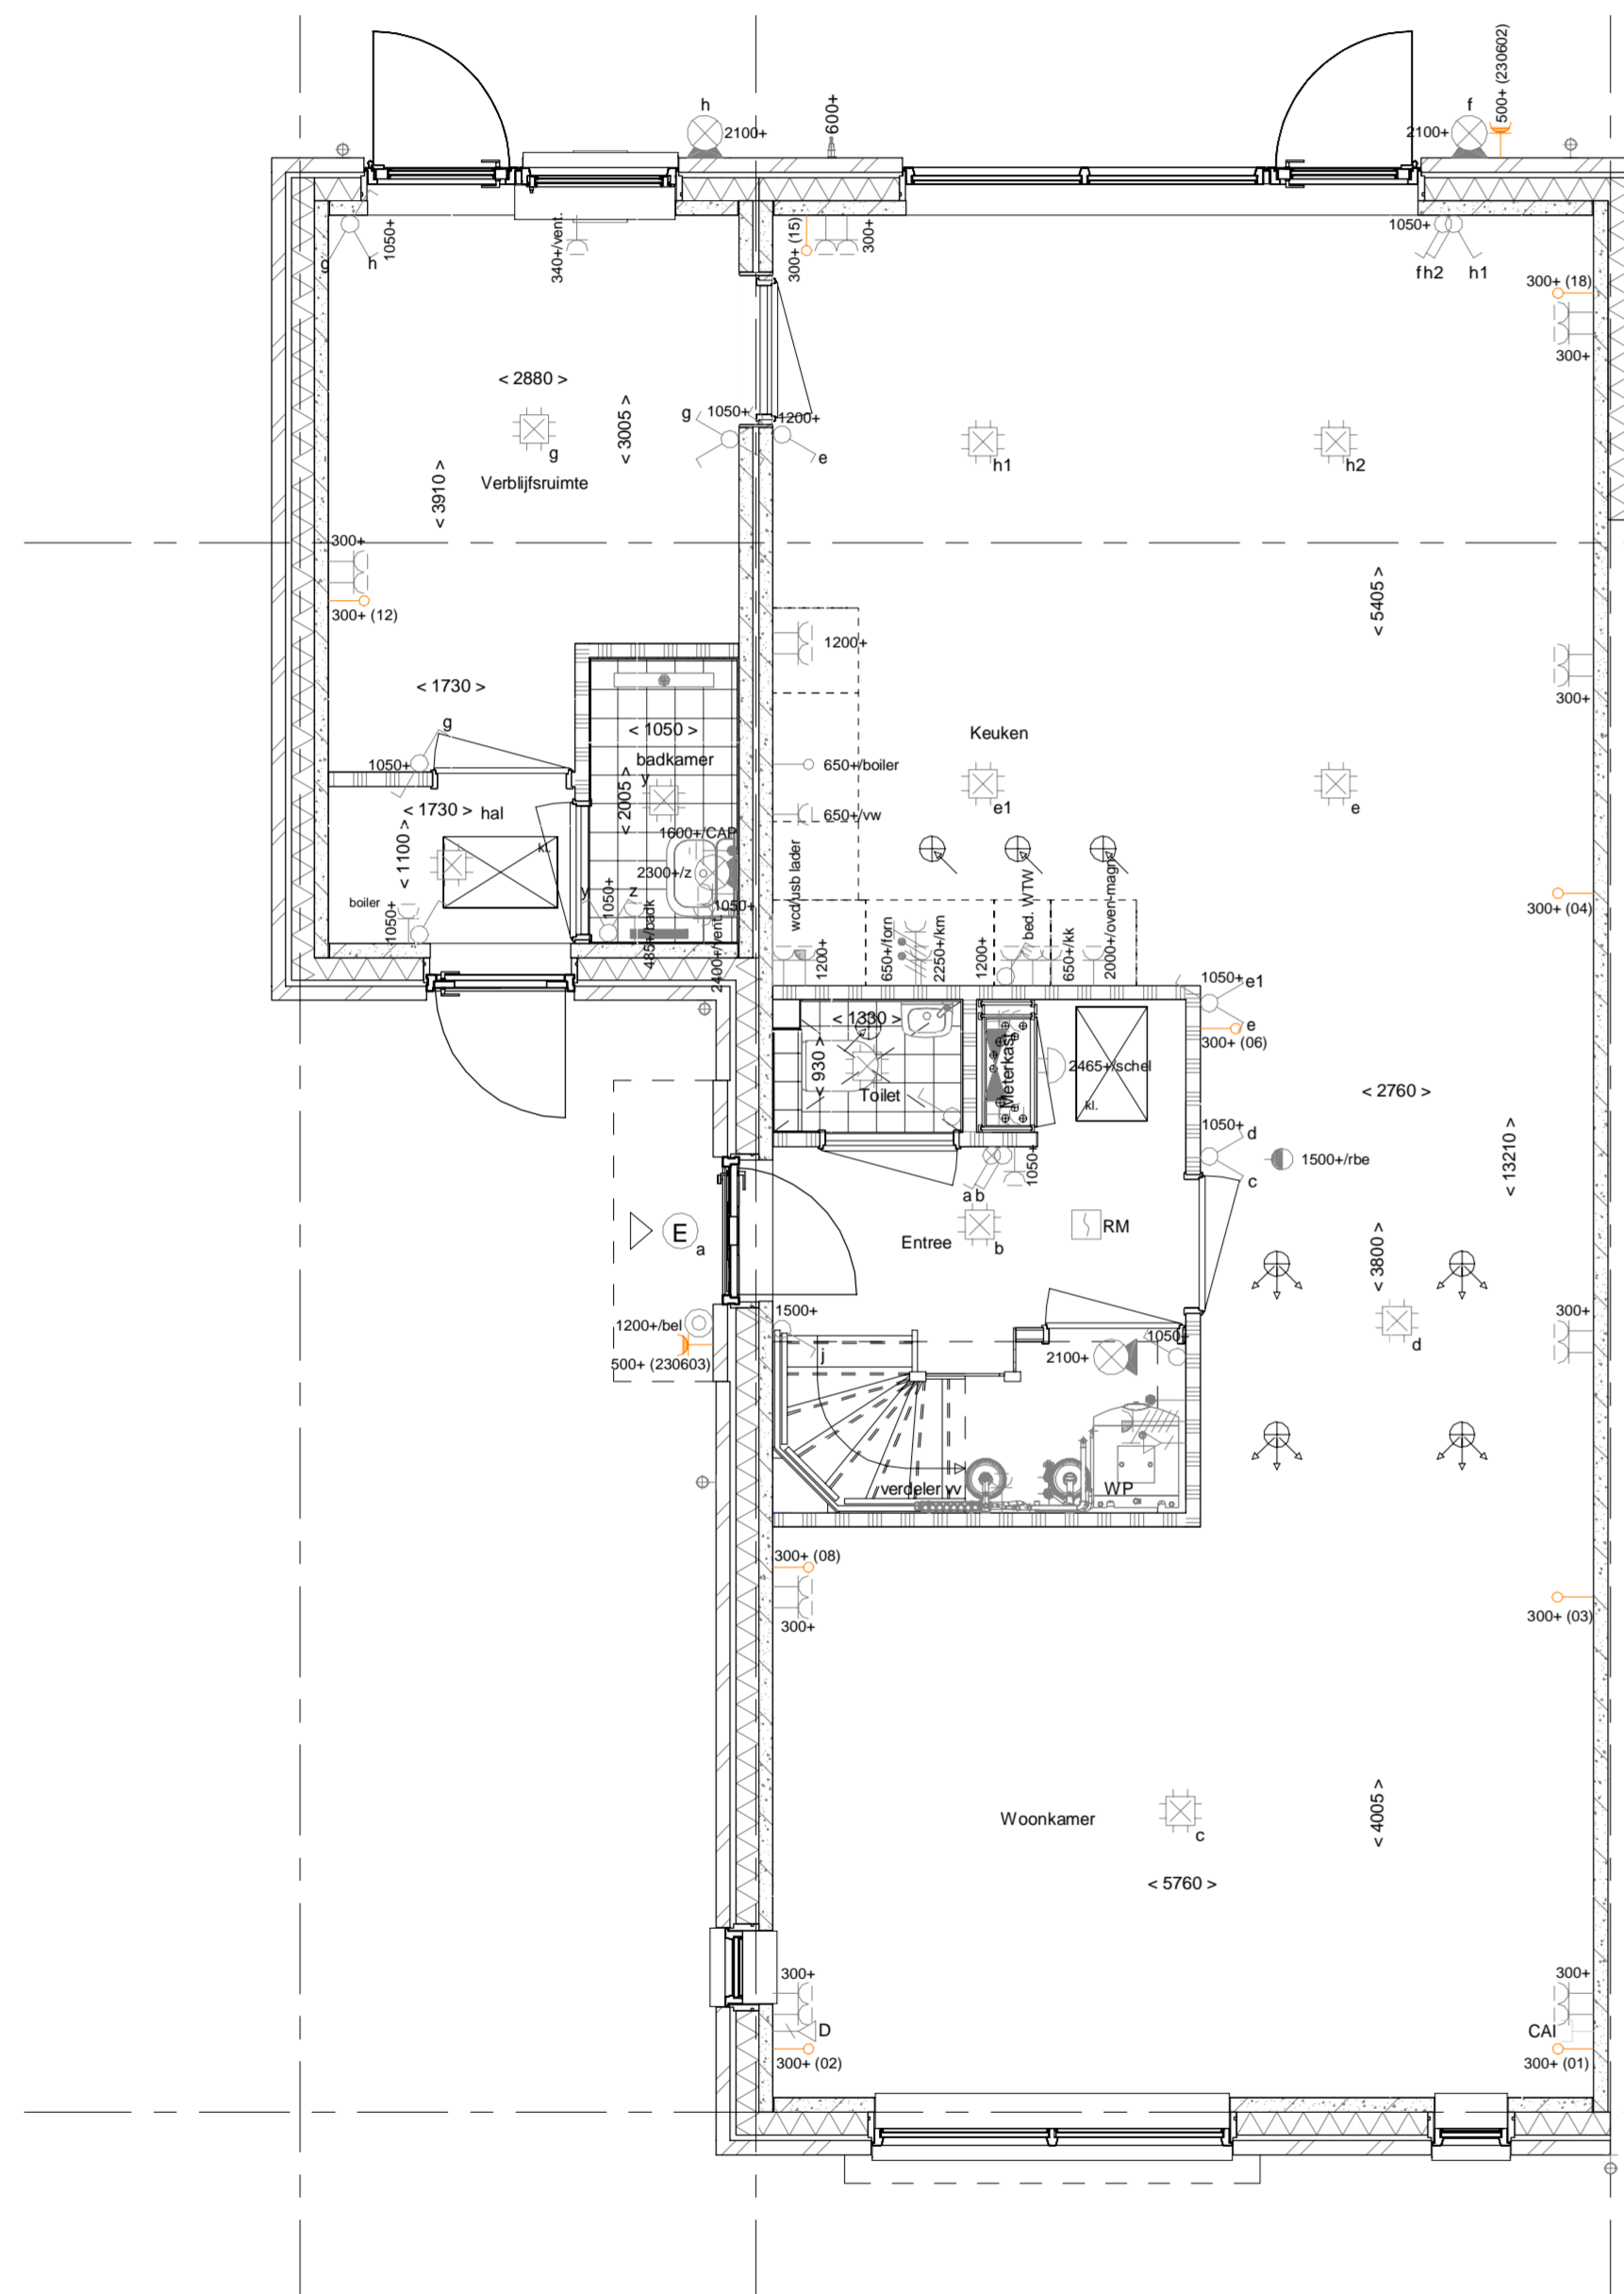 500+ (230602)
h
2100+
600+
f
2100+
g
h
1050+
340+/vent..
300+ (15)
300+
1050+
fh2
h1
300+ (18)
300+
< 2880 >
< 3005 >
g
1050+
1200+
e
g
Verblijfsruimte
< 3910 >
h1
h2
300+
300+ (12)
< 5405 >
1200+
300+
< 1730 >
g
1050+
< 1050 >
badkamer
y
< 2005 >
Keuken
650+/boiler
650+/vw
e1
e
< 1730 >
hal
< 1100 >
kl.
1600+/CAP
2300+/z
boiler
1050+
y
z
1050+
485+/badk
1050+
2400+/vent.
wcd/usb lader
1200+
650+/forn
2250+/km
1200+
bed. WTW
650+/kk
2000+/oven-magn
300+ (04)
1050+
e1
e
300+ (06)
< 1330 >
< 930 >
Toilet
Meterkast
2465+/schel
kl.
< 2760 >
1050+
d
c
1500+/rbe
< 13210 >
a b
1050+
E
a
Entree
b
RM
< 3800 >
1200+/bel
500+ (230603)
1500+
j
2100+
1050+
d
300+
verdeler vv
WP
300+ (08)
300+
300+ (03)
Woonkamer
c
< 4005 >
< 5760 >
300+
D
300+ (02)
300+
CAI
300+ (01)